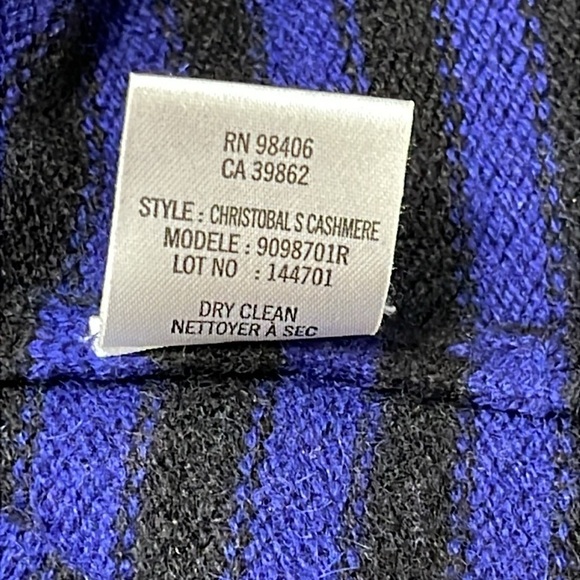 RN 98406
CA 39862
STYLE : CHRISTOBAL S CASHMERE
MODELE : 9098701R
LOT NO : 144701
DRY CLEAN
NETTOYER À SEC